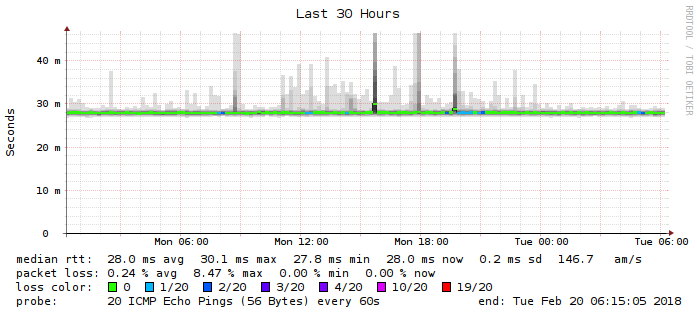 Last 30 Hours
RRDTOOL / TOBI OETIKER
Seconds
40 m
30 m
20 m
10 m
0
Mon 06:00 Mon 12:00 Mon 18:00 Tue 00:00 Tue 06:00
median rtt: 28.0 ms avg 30.1 ms max 27.8 ms min 28.0 ms now 0.2 ms sd 146.7 am/s
packet loss: 0.24 % avg 8.47 % max 0.00 % min 0.00 % now
loss color: 0 1/20 2/20 3/20 4/20 10/20 19/20
probe: 20 ICMP Echo Pings (56 Bytes) every 60s end: Tue Feb 20 06:15:05 2018